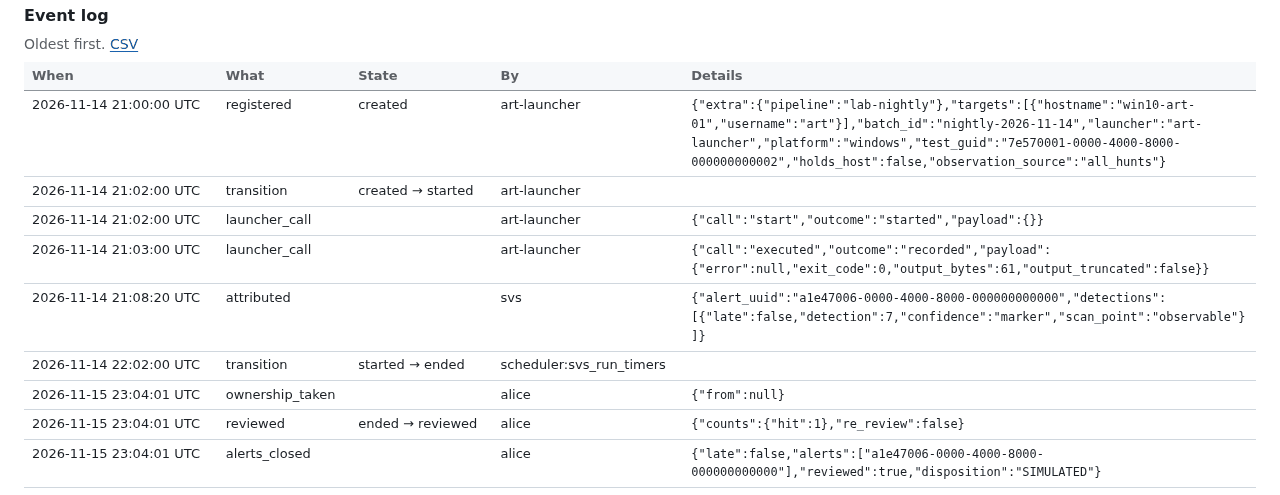 Event log
Oldest first. CSV
When What State By Details
2026-11-14 21:00:00 UTC registered created art-launcher {"extra":{"pipeline":"lab-nightly"},"targets":[{"hostname":"win10-art-
01","username":"art"}],"batch_id":"nightly-2026-11-14","launcher":"art-
launcher","platform":"windows","test_guid":"7e570001-0000-4000-8000-
000000000002","holds_host":false,"observation_source":"all_hunts"}
2026-11-14 21:02:00 UTC transition created → started art-launcher
2026-11-14 21:02:00 UTC launcher_call art-launcher {"call":"start","outcome":"started","payload":{}}
2026-11-14 21:03:00 UTC launcher_call art-launcher {"call":"executed","outcome":"recorded","payload":
{"error":null,"exit_code":0,"output_bytes":61,"output_truncated":false}}
2026-11-14 21:08:20 UTC attributed svs {"alert_uuid":"a1e47006-0000-4000-8000-000000000000","detections":
[{"late":false,"detection":7,"confidence":"marker","scan_point":"observable"}
]}
2026-11-14 22:02:00 UTC transition started → ended scheduler:svs_run_timers
2026-11-15 23:04:01 UTC ownership_taken alice {"from":null}
2026-11-15 23:04:01 UTC reviewed ended → reviewed alice {"counts":{"hit":1},"re_review":false}
2026-11-15 23:04:01 UTC alerts_closed alice {"late":false,"alerts":["a1e47006-0000-4000-8000-
000000000000"],"reviewed":true,"disposition":"SIMULATED"}